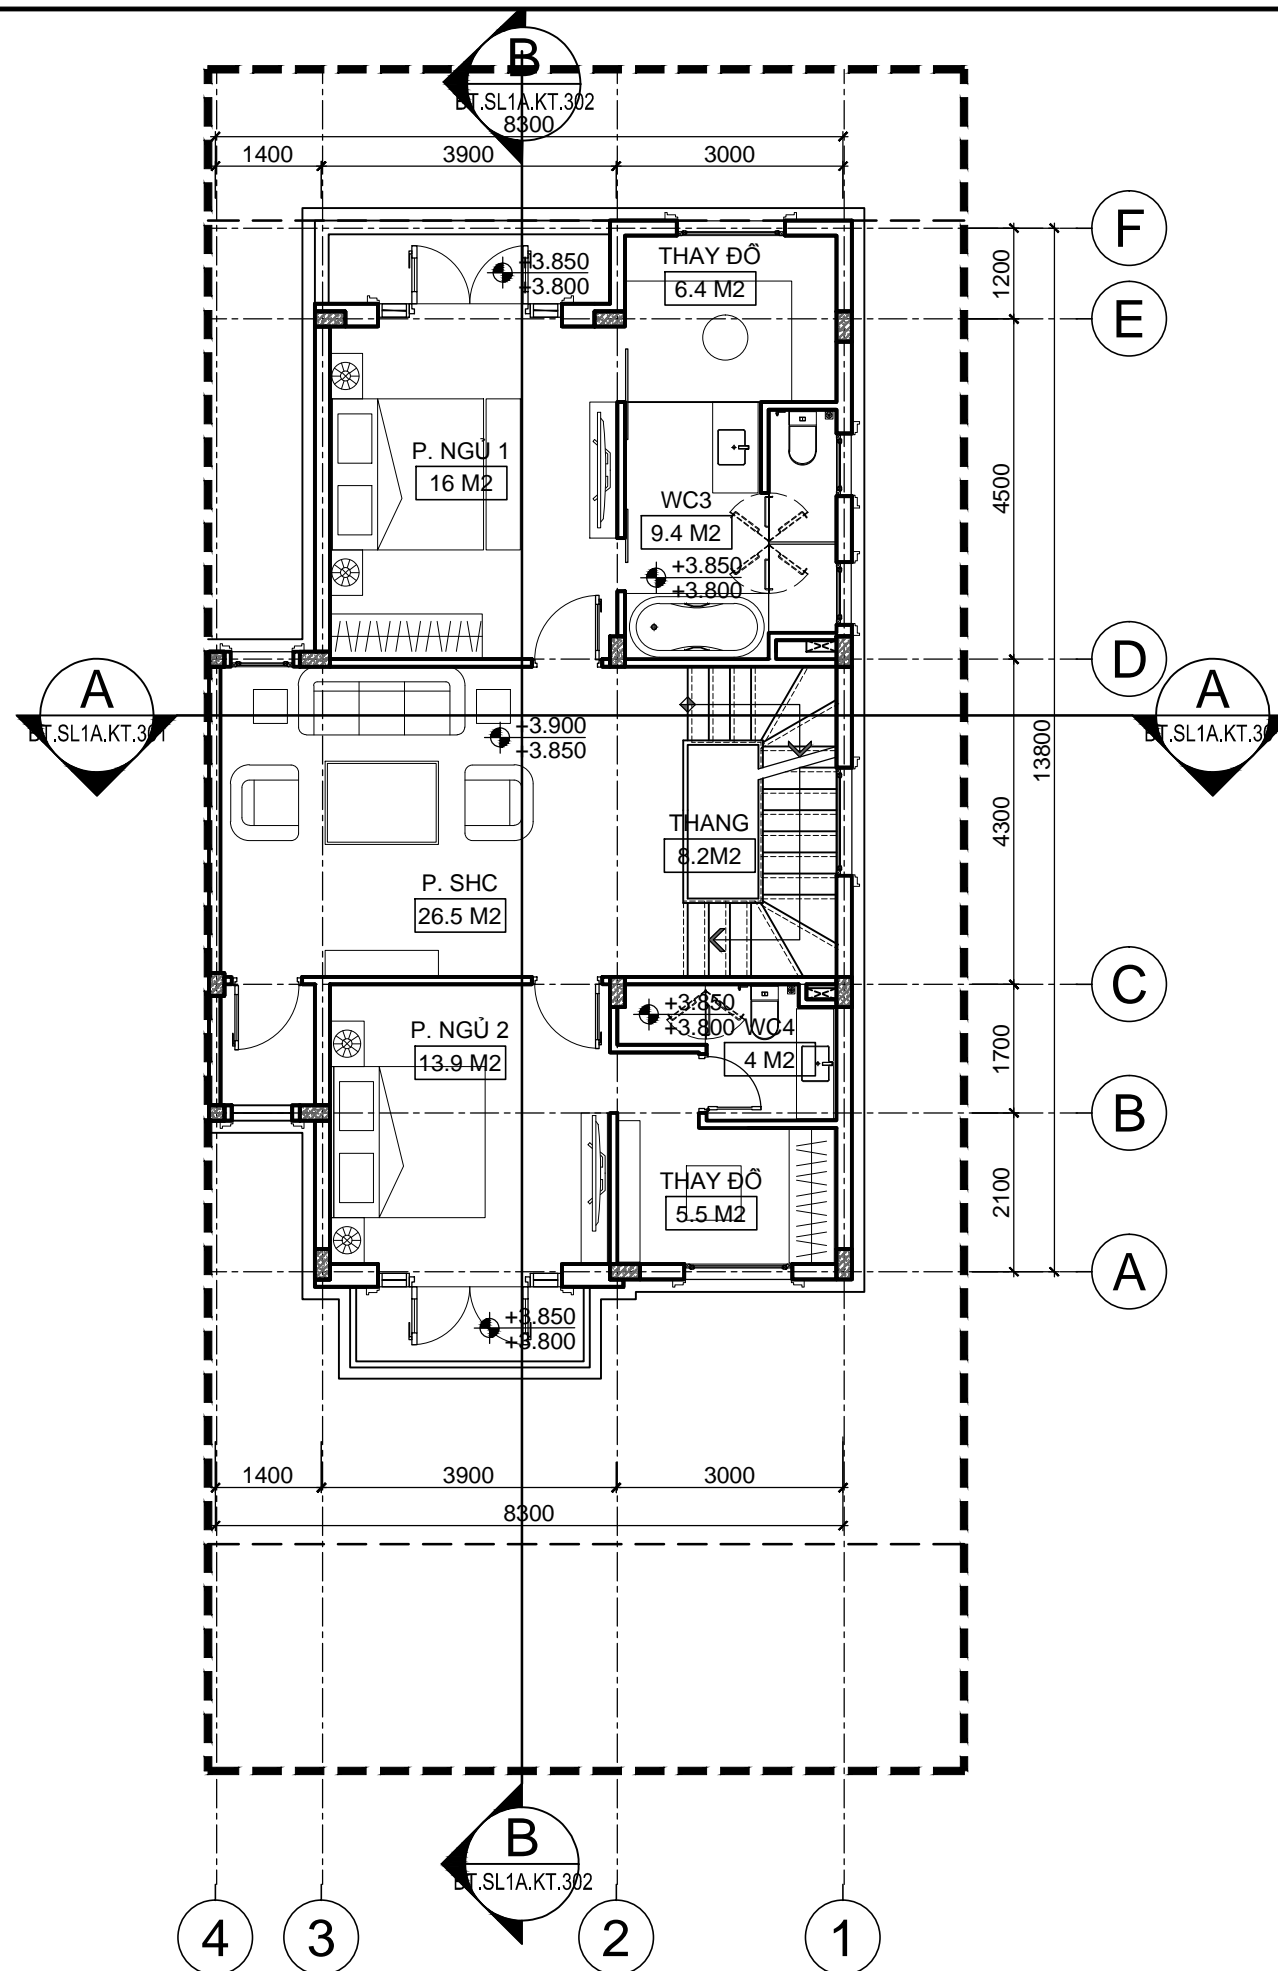 B
BT.SL1A.KT.302
8300
1400
3900
3000
F
+3.850
+3.800
THAY ĐỒ
6.4 M2
1200
E
P. NGỦ 1
16 M2
4500
WC3
9.4 M2
+3.850
+3.800
D
A
BT.SL1A.KT.301
A
+3.900
+3.850
13800
4300
THANG
8.2M2
P. SHC
26.5 M2
C
+3.850
+3.800
WC4
4 M2
P. NGỦ 2
13.9 M2
1700
B
THAY ĐỒ
5.5 M2
2100
A
+3.850
+3.800
1400
3900
3000
8300
B
BT.SL1A.KT.302
4
3
2
1